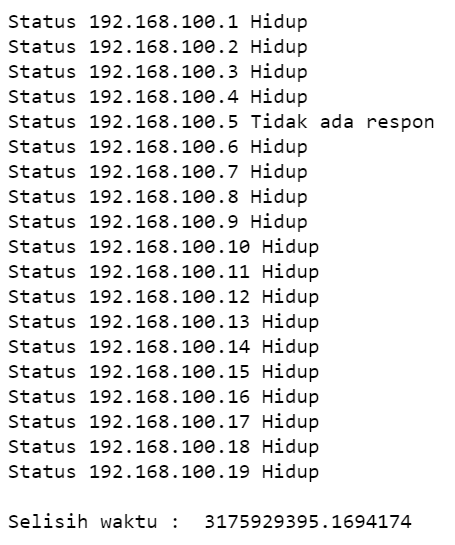 Status 192.168.100.1 Hidup
Status 192.168.100.2 Hidup
Status 192.168.100.3 Hidup
Status 192.168.100.4 Hidup
Status 192.168.100.5 Tidak ada respon
Status 192.168.100.6 Hidup
Status 192.168.100.7 Hidup
Status 192.168.100.8 Hidup
Status 192.168.100.9 Hidup
Status 192.168.100.10 Hidup
Status 192.168.100.11 Hidup
Status 192.168.100.12 Hidup
Status 192.168.100.13 Hidup
Status 192.168.100.14 Hidup
Status 192.168.100.15 Hidup
Status 192.168.100.16 Hidup
Status 192.168.100.17 Hidup
Status 192.168.100.18 Hidup
Status 192.168.100.19 Hidup
Selisih waktu :  3175929395.1694174